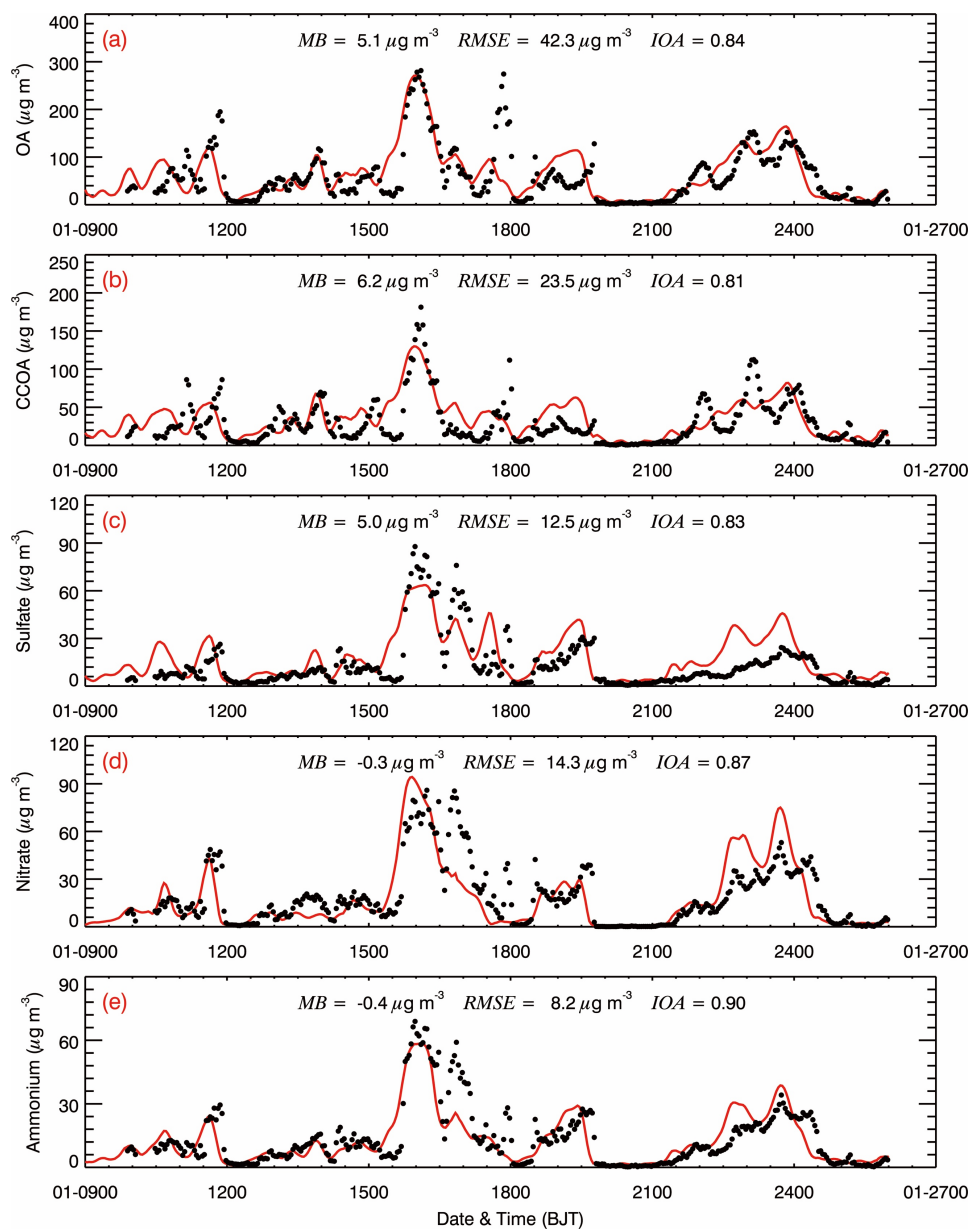 (a) MB = 5.1 μg m⁻³ RMSE = 42.3 μg m⁻³ IOA = 0.84
OA (μg m⁻³)
400
300
200
100
0
01-0900 1200 1500 1800 2100 2400 01-2700
(b) MB = 6.2 μg m⁻³ RMSE = 23.5 μg m⁻³ IOA = 0.81
CCOA (μg m⁻³)
250
200
150
100
50
0
01-0900 1200 1500 1800 2100 2400 01-2700
(c) MB = 5.0 μg m⁻³ RMSE = 12.5 μg m⁻³ IOA = 0.83
Sulfate (μg m⁻³)
120
90
60
30
0
01-0900 1200 1500 1800 2100 2400 01-2700
(d) MB = -0.3 μg m⁻³ RMSE = 14.3 μg m⁻³ IOA = 0.87
Nitrate (μg m⁻³)
120
90
60
30
0
01-0900 1200 1500 1800 2100 2400 01-2700
(e) MB = -0.4 μg m⁻³ RMSE = 8.2 μg m⁻³ IOA = 0.90
Ammonium (μg m⁻³)
90
60
30
0
01-0900 1200 1500 1800 2100 2400 01-2700
Date & Time (BJT)